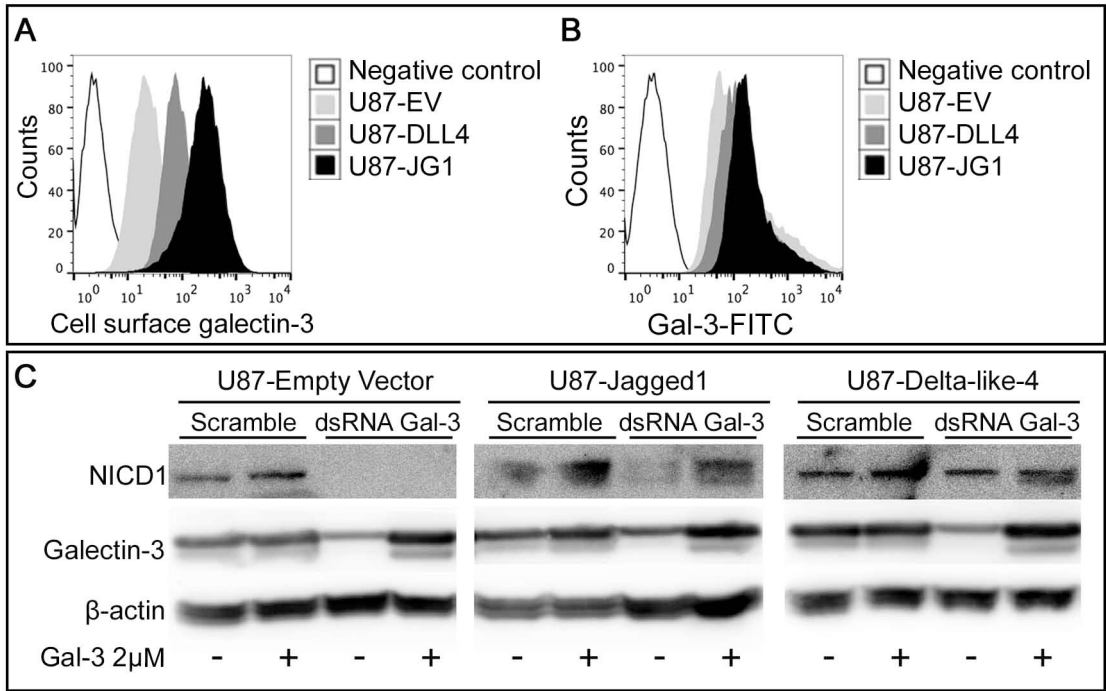 A
100
80
60
40
20
0
10^0 10^1 10^2 10^3 10^4
Counts
Cell surface galectin-3
Negative control
U87-EV
U87-DLL4
U87-JG1
B
100
80
60
40
20
0
10^0 10^1 10^2 10^3 10^4
Counts
Gal-3-FITC
Negative control
U87-EV
U87-DLL4
U87-JG1
C
U87-Empty Vector U87-Jagged1 U87-Delta-like-4
Scramble dsRNA Gal-3 Scramble dsRNA Gal-3 Scramble dsRNA Gal-3
NICD1
Galectin-3
β-actin
Gal-3 2µM - + - + - + - + - + - +